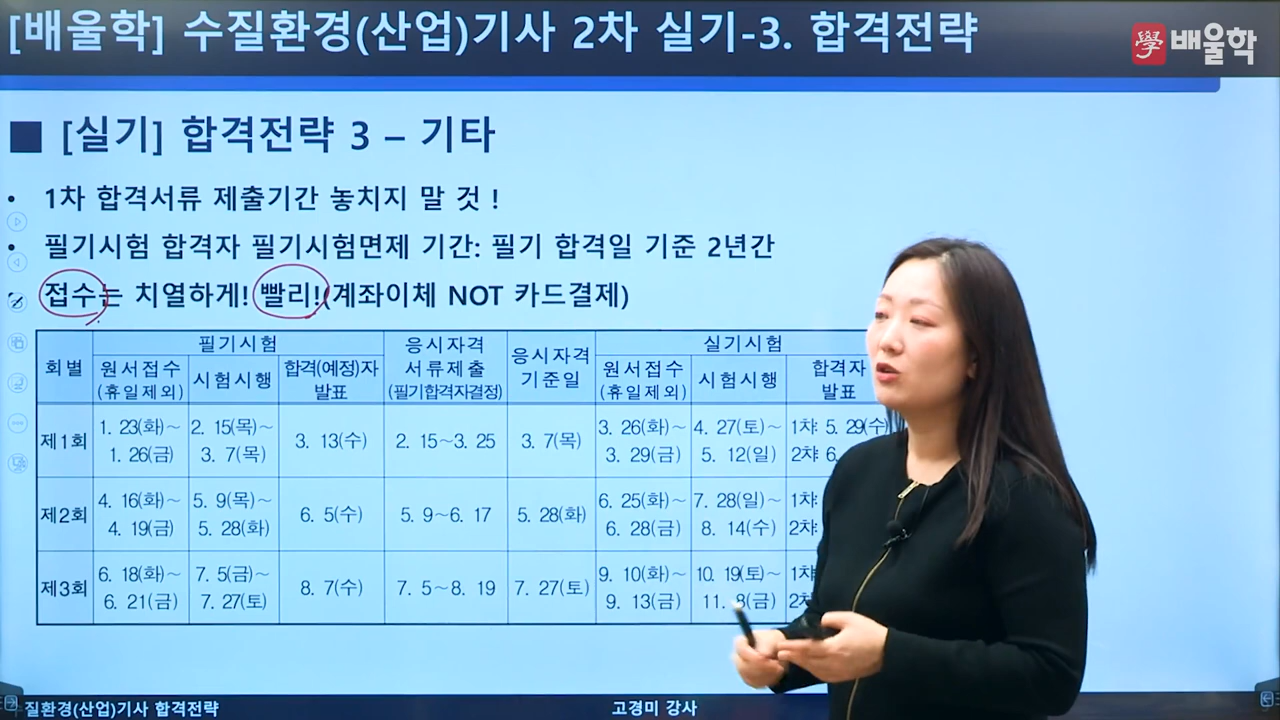 [배울학] 수질환경(산업)기사 2차 실기-3. 합격전략
學 배울학
■ [실기] 합격전략 3 – 기타
• 1차 합격서류 제출기간 놓치지 말 것 !
• 필기시험 합격자 필기시험면제 기간: 필기 합격일 기준 2년간
• 접수는 치열하게! 빨리!(계좌이체 NOT 카드결제)
회별 필기시험 응시자격 서류제출 (필기합격자결정) 응시자격 기준일 실기시험
원서접수 (휴일제외) 시험시행 합격(예정)자 발표 원서접수 (휴일제외) 시험시행 합격자 발표
제1회 1. 23(화)~ 1. 26(금) 2. 15(목)~ 3. 7(목) 3. 13(수) 2. 15~3. 25 3. 7(목) 3. 26(화)~ 3. 29(금) 4. 27(토)~ 5. 12(일) 1차: 5. 29(수) 2차: 6.
제2회 4. 16(화)~ 4. 19(금) 5. 9(목)~ 5. 28(화) 6. 5(수) 5. 9~6. 17 5. 28(화) 6. 25(화)~ 6. 28(금) 7. 28(일)~ 8. 14(수) 1차: 2차:
제3회 6. 18(화)~ 6. 21(금) 7. 5(금)~ 7. 27(토) 8. 7(수) 7. 5~8. 19 7. 27(토) 9. 10(화)~ 9. 13(금) 10. 19(토)~ 11. 8(금) 1차 2차
질환경(산업)기사 합격전략
고경미 강사